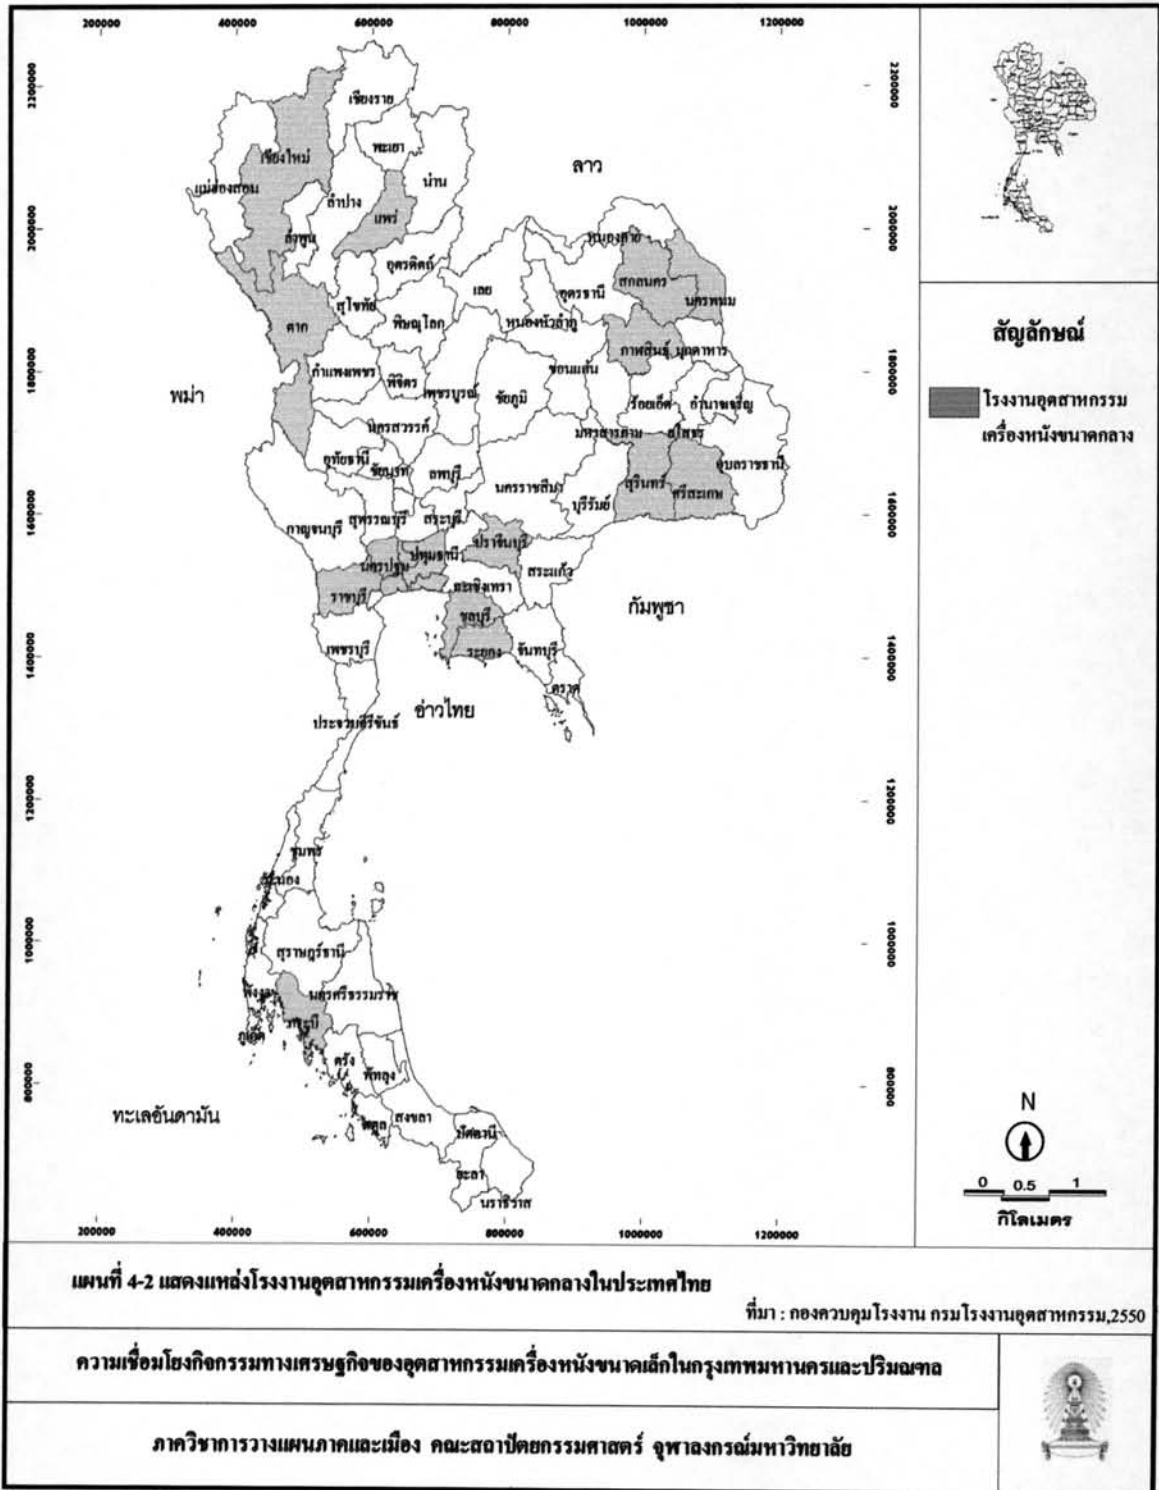 200000 400000 600000 800000 1000000 1200000
2200000 2200000
เชียงราย
พะเยา
เชียงใหม่
ลาว
น่าน
แม่ฮ่องสอน
ลำปาง
แพร่
2000000 2000000
ลำพูน
หนองคาย
อุตรดิตถ์
สกลนคร
เลย
อุดรธานี
นครพนม
สุโขทัย
พิษณุโลก
หนองบัวลำภู
ตาก
กาฬสินธุ์ มุกดาหาร
1800000 1800000
กำแพงเพชร
พิจิตร
ขอนแก่น
เพชรบูรณ์
ชัยภูมิ
พม่า
ร้อยเอ็ด
อำนาจเจริญ
นครสวรรค์
มหาสารคาม
ยโสธร
อุทัยธานี
ชัยนาท
ลพบุรี
อุบลราชธานี
นครราชสีมา
สุรินทร์
ศรีสะเกษ
บุรีรัมย์
1600000 1600000
กาญจนบุรี
สุพรรณบุรี
สระบุรี
ปราจีนบุรี
ปทุมธานี
นครปฐม
สระแก้ว
ฉะเชิงเทรา
ราชบุรี
กัมพูชา
ชลบุรี
เพชรบุรี
ระยอง
จันทบุรี
1400000 1400000
ตราด
อ่าวไทย
ประจวบคีรีขันธ์
1200000 1200000
ชุมพร
ระนอง
1000000 1000000
สุราษฎร์ธานี
พังงา
นครศรีธรรมราช
กระบี่
ภูเก็ต
ตรัง
พัทลุง
800000 800000
ทะเลอันดามัน
สตูล
สงขลา
ปัตตานี
ยะลา
นราธิวาส
200000 400000 600000 800000 1000000 1200000
สัญลักษณ์
โรงงานอุตสาหกรรม
เครื่องหนังขนาดกลาง
N
0 0.5 1
กิโลเมตร
แผนที่ 4-2 แสดงแหล่งโรงงานอุตสาหกรรมเครื่องหนังขนาดกลางในประเทศไทย
ที่มา : กองควบคุมโรงงาน กรมโรงงานอุตสาหกรรม,2550
ความเชื่อมโยงกิจกรรมทางเศรษฐกิจของอุตสาหกรรมเครื่องหนังขนาดเล็กในกรุงเทพมหานครและปริมณฑล
ภาควิชาการวางแผนภาคและเมือง คณะสถาปัตยกรรมศาสตร์ จุฬาลงกรณ์มหาวิทยาลัย